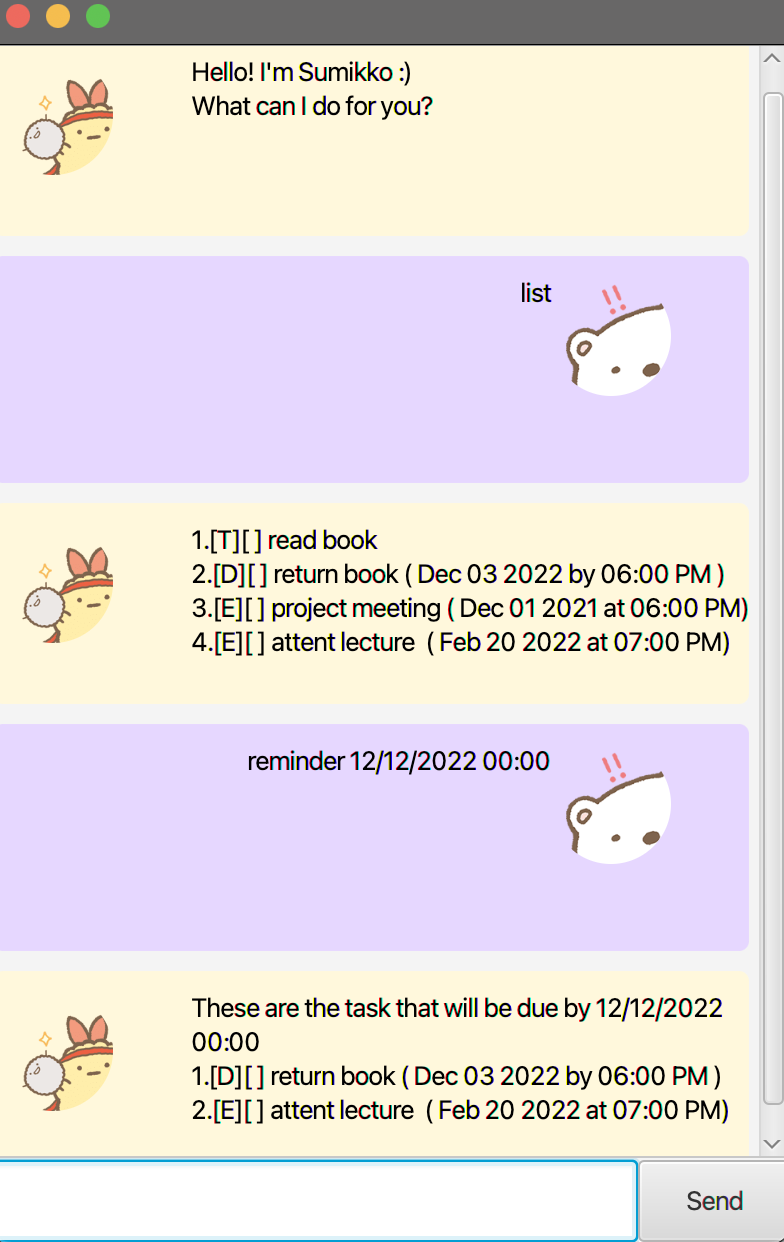 Hello! I'm Sumikko :)
What can I do for you?
list
1.[T][ ] read book
2.[D][ ] return book ( Dec 03 2022 by 06:00 PM )
3.[E][ ] project meeting ( Dec 01 2021 at 06:00 PM)
4.[E][ ] attent lecture  ( Feb 20 2022 at 07:00 PM)
reminder 12/12/2022 00:00
These are the task that will be due by 12/12/2022
00:00
1.[D][ ] return book ( Dec 03 2022 by 06:00 PM )
2.[E][ ] attent lecture  ( Feb 20 2022 at 07:00 PM)
Send